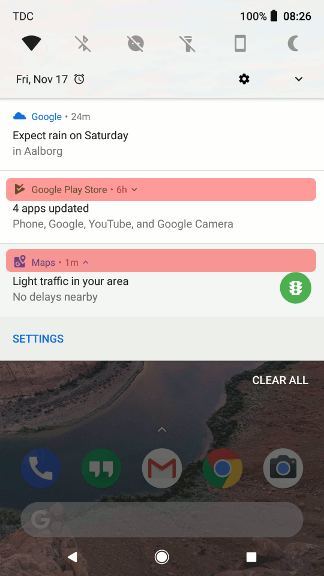 TDC 100% 08:26
Fri, Nov 17
Google • 24m
Expect rain on Saturday
in Aalborg
Google Play Store • 6h
4 apps updated
Phone, Google, YouTube, and Google Camera
Maps • 1m
Light traffic in your area
No delays nearby
SETTINGS
CLEAR ALL
G